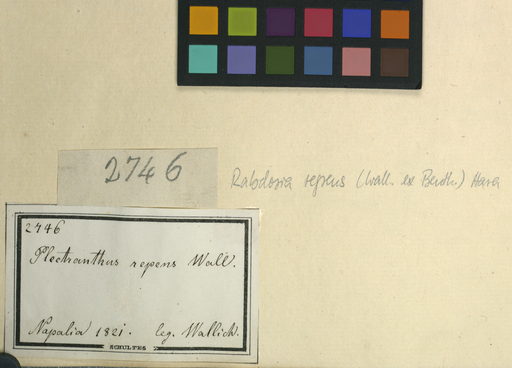 2746
Rabdosia repens (Wall. ex Benth.) Hara
2746
Plectranthus repens Wall.
Napalia 1821. leg. Wallich.
SCHULTES